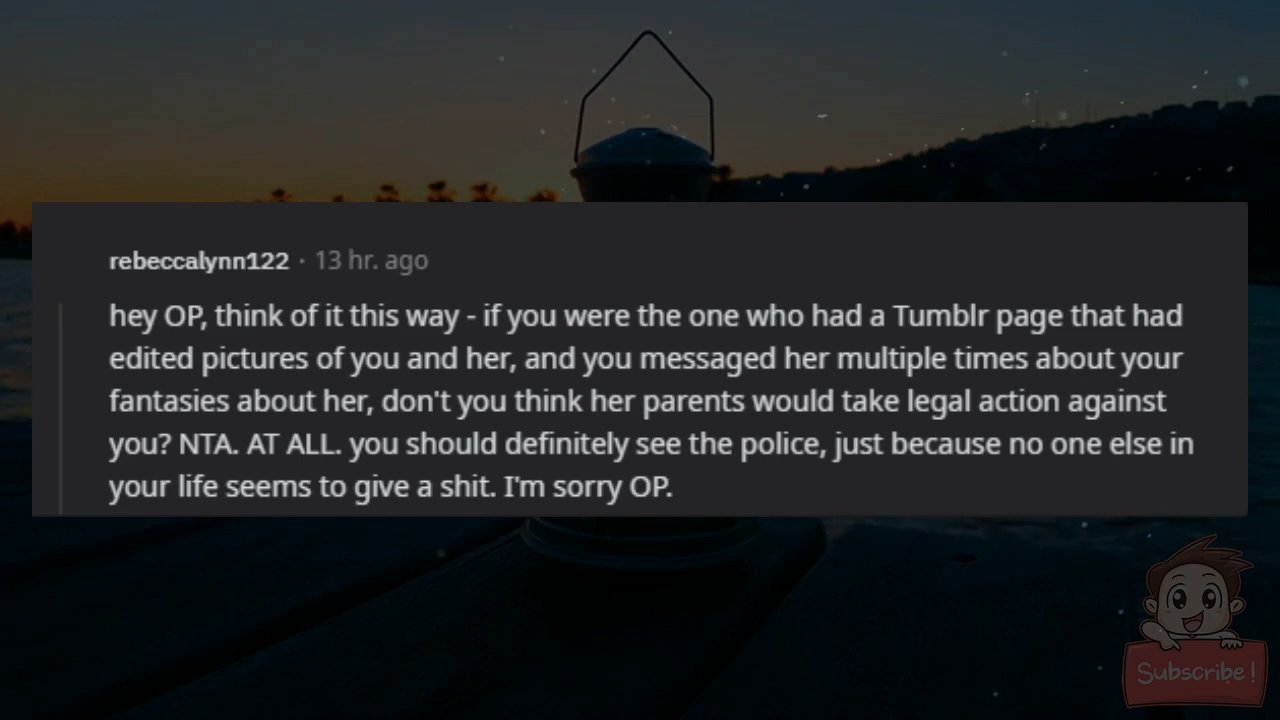 rebeccalynn122 · 13 hr. ago
hey OP, think of it this way - if you were the one who had a Tumblr page that had
edited pictures of you and her, and you messaged her multiple times about your
fantasies about her, don't you think her parents would take legal action against
you? NTA. AT ALL. you should definitely see the police, just because no one else in
your life seems to give a shit. I'm sorry OP.
Subscribe!